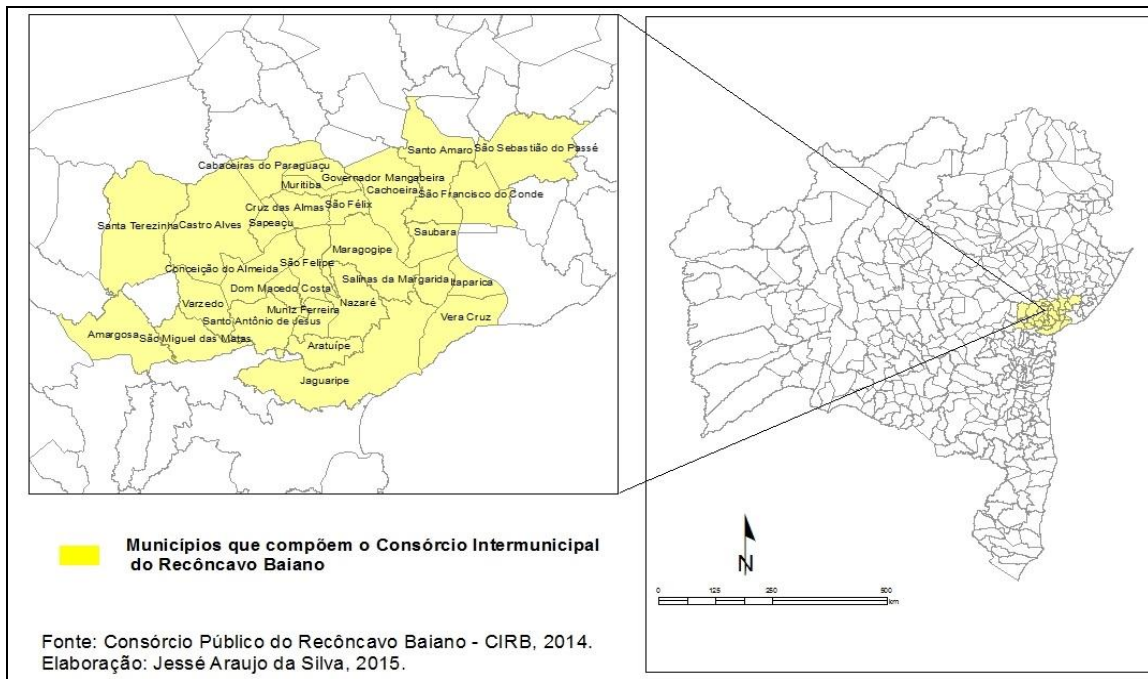 Santo Amaro
São Sebastião do Passé
Cabaceiras do Paraguaçu
Governador Mangabeira
Muritiba
Cachoeira
São Francisco do Conde
Cruz das Almas
São Félix
Santa Terezinha
Castro Alves
Sapeaçu
Saubara
Maragogipe
São Felipe
Conceição do Almeida
Salinas da Margarida
Itaparica
Dom Macedo Costa
Varzedo
Nazaré
Muniz Ferreira
Vera Cruz
Santo Antônio de Jesus
Amargosa
São Miguel das Matas
Aratuípe
Jaguaripe
Municípios que compõem o Consórcio Intermunicipal
do Recôncavo Baiano
N
0 125 250 500
km
Fonte: Consórcio Público do Recôncavo Baiano - CIRB, 2014.
Elaboração: Jessé Araujo da Silva, 2015.